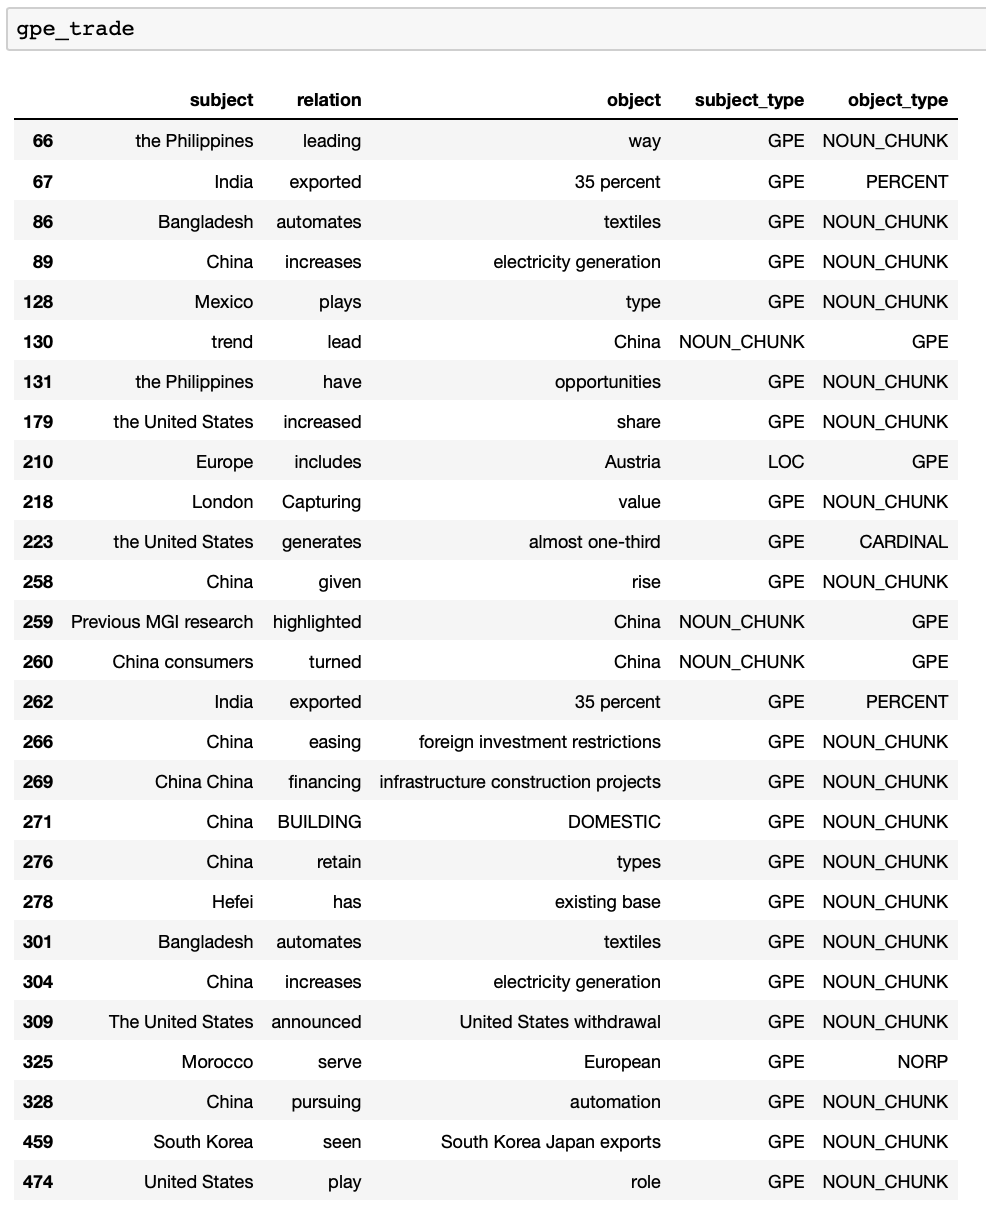 gpe_trade
subject relation object subject_type object_type
66 the Philippines leading way GPE NOUN_CHUNK
67 India exported 35 percent GPE PERCENT
86 Bangladesh automates textiles GPE NOUN_CHUNK
89 China increases electricity generation GPE NOUN_CHUNK
128 Mexico plays type GPE NOUN_CHUNK
130 trend lead China NOUN_CHUNK GPE
131 the Philippines have opportunities GPE NOUN_CHUNK
179 the United States increased share GPE NOUN_CHUNK
210 Europe includes Austria LOC GPE
218 London Capturing value GPE NOUN_CHUNK
223 the United States generates almost one-third GPE CARDINAL
258 China given rise GPE NOUN_CHUNK
259 Previous MGI research highlighted China NOUN_CHUNK GPE
260 China consumers turned China NOUN_CHUNK GPE
262 India exported 35 percent GPE PERCENT
266 China easing foreign investment restrictions GPE NOUN_CHUNK
269 China China financing infrastructure construction projects GPE NOUN_CHUNK
271 China BUILDING DOMESTIC GPE NOUN_CHUNK
276 China retain types GPE NOUN_CHUNK
278 Hefei has existing base GPE NOUN_CHUNK
301 Bangladesh automates textiles GPE NOUN_CHUNK
304 China increases electricity generation GPE NOUN_CHUNK
309 The United States announced United States withdrawal GPE NOUN_CHUNK
325 Morocco serve European GPE NORP
328 China pursuing automation GPE NOUN_CHUNK
459 South Korea seen South Korea Japan exports GPE NOUN_CHUNK
474 United States play role GPE NOUN_CHUNK